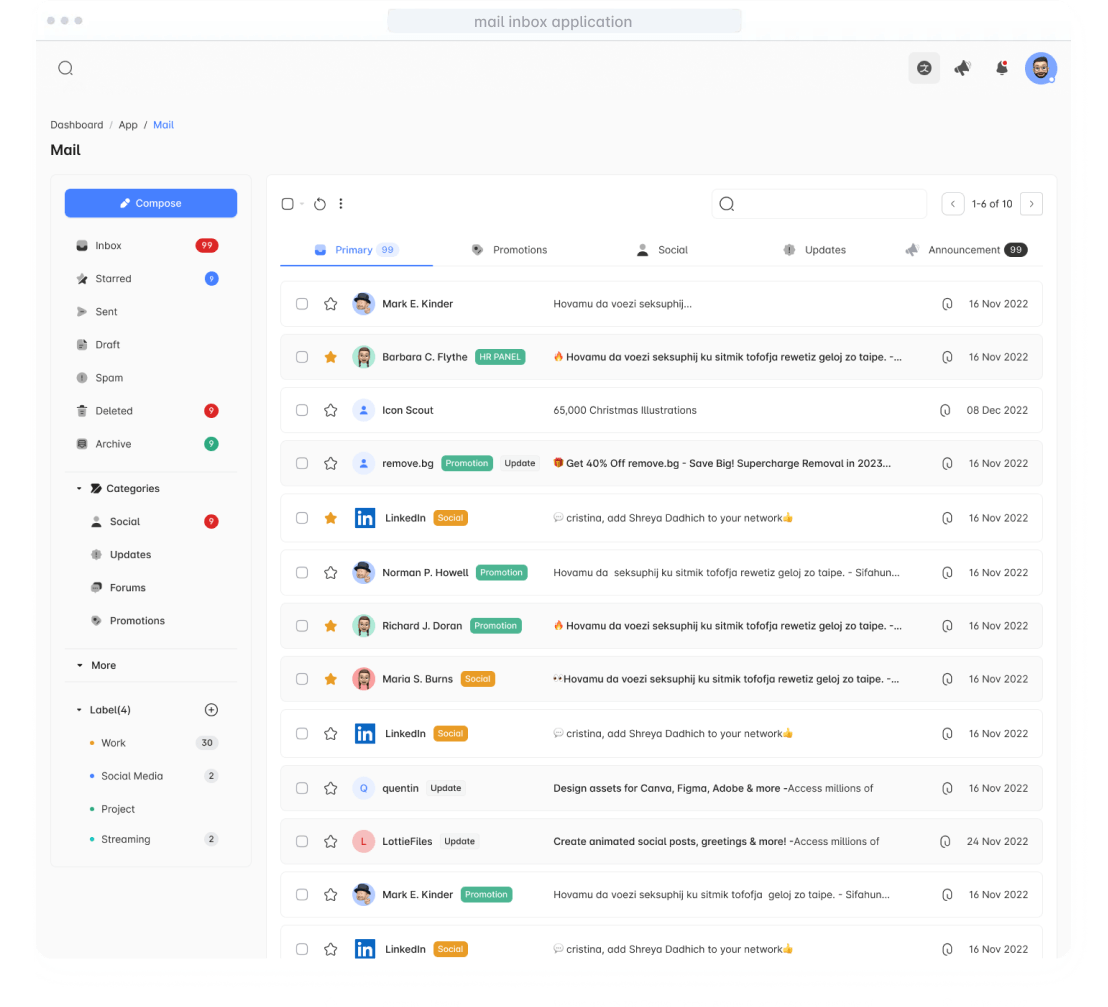 mail inbox application
Dashboard / App / Mail
Mail
Compose
Inbox 99
Starred 9
Sent
Draft
Spam
Deleted 9
Archive 9
Categories
Social 9
Updates
Forums
Promotions
More
Label(4)
Work 30
Social Media 2
Project
Streaming 2
1-6 of 10
Primary 99 Promotions Social Updates Announcement 99
Mark E. Kinder Hovamu da voezi seksuphij... 16 Nov 2022
Barbara C. Flythe HR PANEL 🔥 Hovamu da voezi seksuphij ku sitmik tofofja rewetiz geloj zo taipe. -... 16 Nov 2022
Icon Scout 65,000 Christmas Illustrations 08 Dec 2022
remove.bg Promotion Update 🎁 Get 40% Off remove.bg - Save Big! Supercharge Removal in 2023... 16 Nov 2022
in LinkedIn Social 💬 cristina, add Shreya Dadhich to your network👍 16 Nov 2022
Norman P. Howell Promotion Hovamu da seksuphij ku sitmik tofofja rewetiz geloj zo taipe. - Sifahun... 16 Nov 2022
Richard J. Doran Promotion 🔥 Hovamu da voezi seksuphij ku sitmik tofofja rewetiz geloj zo taipe. -... 16 Nov 2022
Maria S. Burns Social 👀Hovamu da voezi seksuphij ku sitmik tofofja rewetiz geloj zo taipe. -... 16 Nov 2022
in LinkedIn Social 💬 cristina, add Shreya Dadhich to your network👍 16 Nov 2022
Q quentin Update Design assets for Canva, Figma, Adobe & more -Access millions of 16 Nov 2022
L LottieFiles Update Create animated social posts, greetings & more! -Access millions of 24 Nov 2022
Mark E. Kinder Promotion Hovamu da voezi seksuphij ku sitmik tofofja geloj zo taipe. - Sifahun... 16 Nov 2022
in LinkedIn Social 💬 cristina, add Shreya Dadhich to your network👍 16 Nov 2022